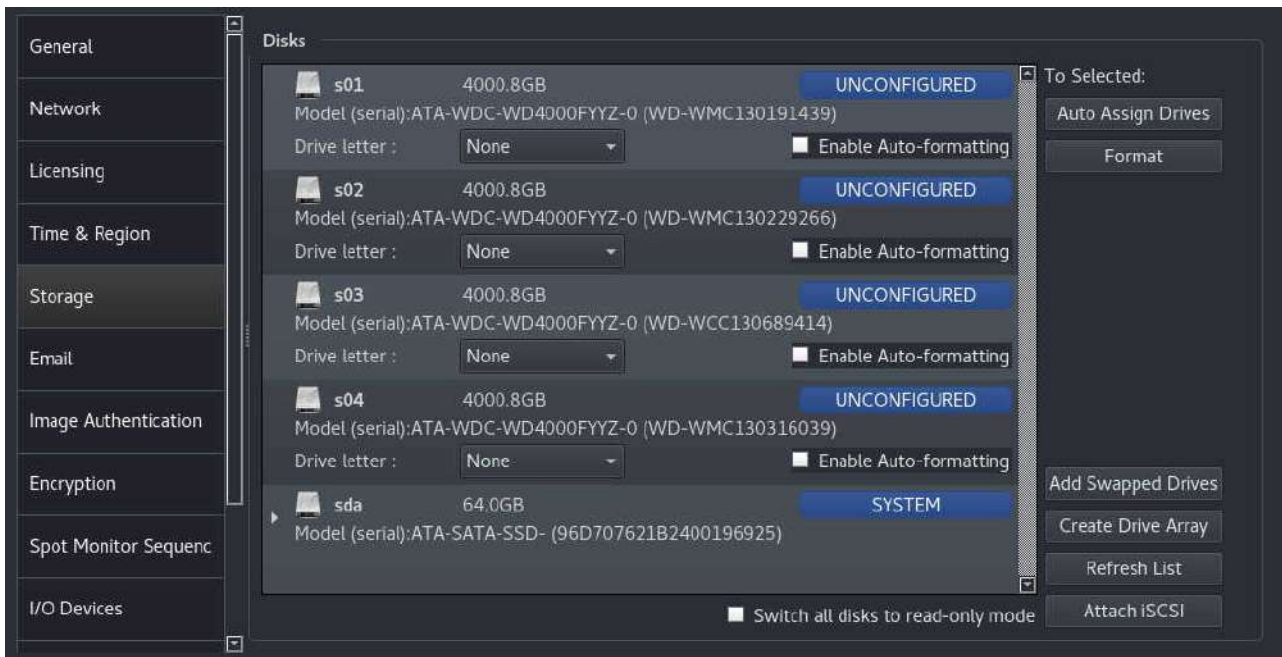 General
Network
Licensing
Time & Region
Storage
Email
Image Authentication
Encryption
Spot Monitor Sequenc
I/O Devices
Disks
s01 4000.8GB UNCONFIGURED
Model (serial):ATA-WDC-WD4000FYYZ-0 (WD-WMC130191439)
Drive letter : None Enable Auto-formatting
s02 4000.8GB UNCONFIGURED
Model (serial):ATA-WDC-WD4000FYYZ-0 (WD-WMC130229266)
Drive letter : None Enable Auto-formatting
s03 4000.8GB UNCONFIGURED
Model (serial):ATA-WDC-WD4000FYYZ-0 (WD-WCC130689414)
Drive letter : None Enable Auto-formatting
s04 4000.8GB UNCONFIGURED
Model (serial):ATA-WDC-WD4000FYYZ-0 (WD-WMC130316039)
Drive letter : None Enable Auto-formatting
sda 64.0GB SYSTEM
Model (serial):ATA-SATA-SSD- (96D707621B2400196925)
Switch all disks to read-only mode
To Selected:
Auto Assign Drives
Format
Add Swapped Drives
Create Drive Array
Refresh List
Attach iSCSI